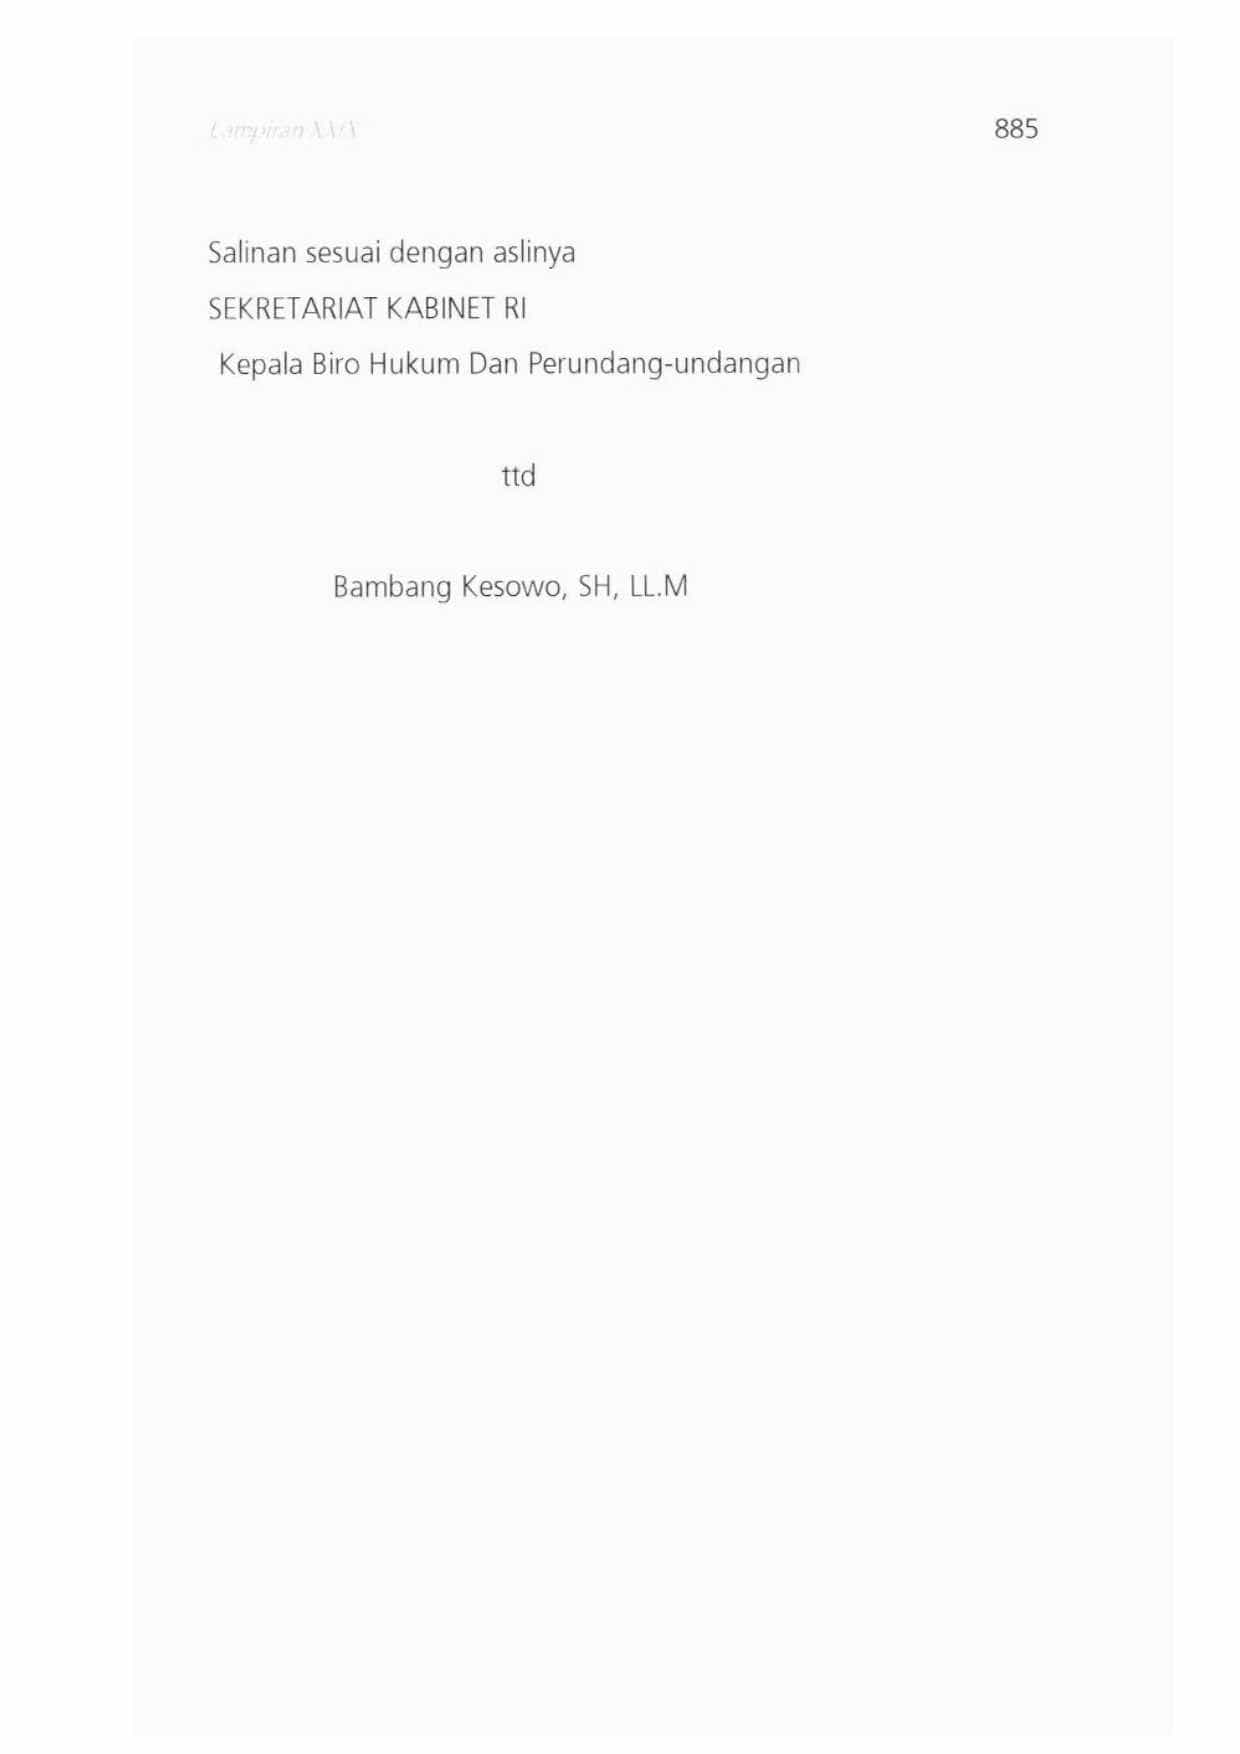 Lampiran
885
Salinan sesuai dengan aslinya
SEKRETARIAT KABINET RI
Kepala Biro Hukum Dan Perundang-undangan
ttd
Bambang Kesowo, SH, LL.M